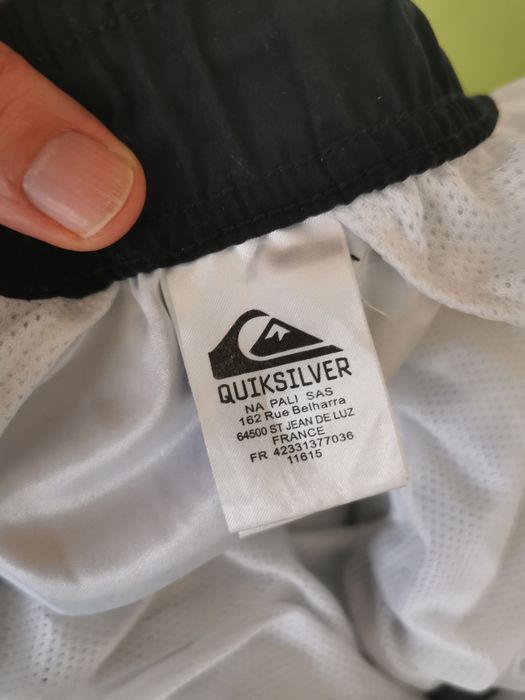 QUIKSILVER
NA PALI SAS
162 Rue Belharra
64500 ST JEAN DE LUZ
FRANCE
FR 42331377036
11615